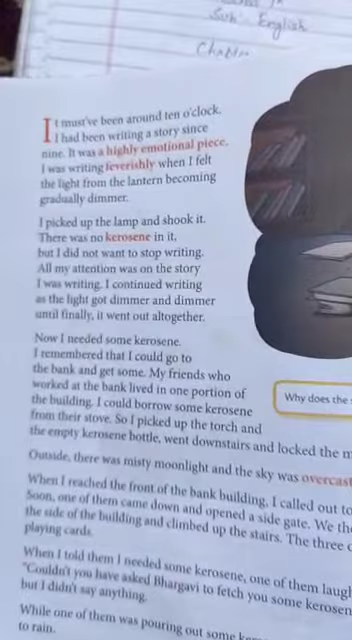 Sub: English
Chapter
It must've been around ten o'clock.
I had been writing a story since
nine. It was a highly emotional piece.
I was writing feverishly when I felt
the light from the lantern becoming
gradually dimmer.
I picked up the lamp and shook it.
There was no kerosene in it,
but I did not want to stop writing.
All my attention was on the story
I was writing. I continued writing
as the light got dimmer and dimmer
until finally, it went out altogether.
Now I needed some kerosene.
I remembered that I could go to
the bank and get some. My friends who
worked at the bank lived in one portion of
the building. I could borrow some kerosene
from their stove. So I picked up the torch and
the empty kerosene bottle, went downstairs and locked the
Why does the
Outside, there was misty moonlight and the sky was overcast
When I reached the front of the bank building, I called out to
Soon, one of them came down and opened a side gate. We
the side of the building and climbed up the stairs. The three
playing cards.
When I told them I needed some kerosene, one of them
"Couldn't you have asked Bhargavi to fetch you some
but I didn't say anything.
While one of them was pouring out some
to rain.